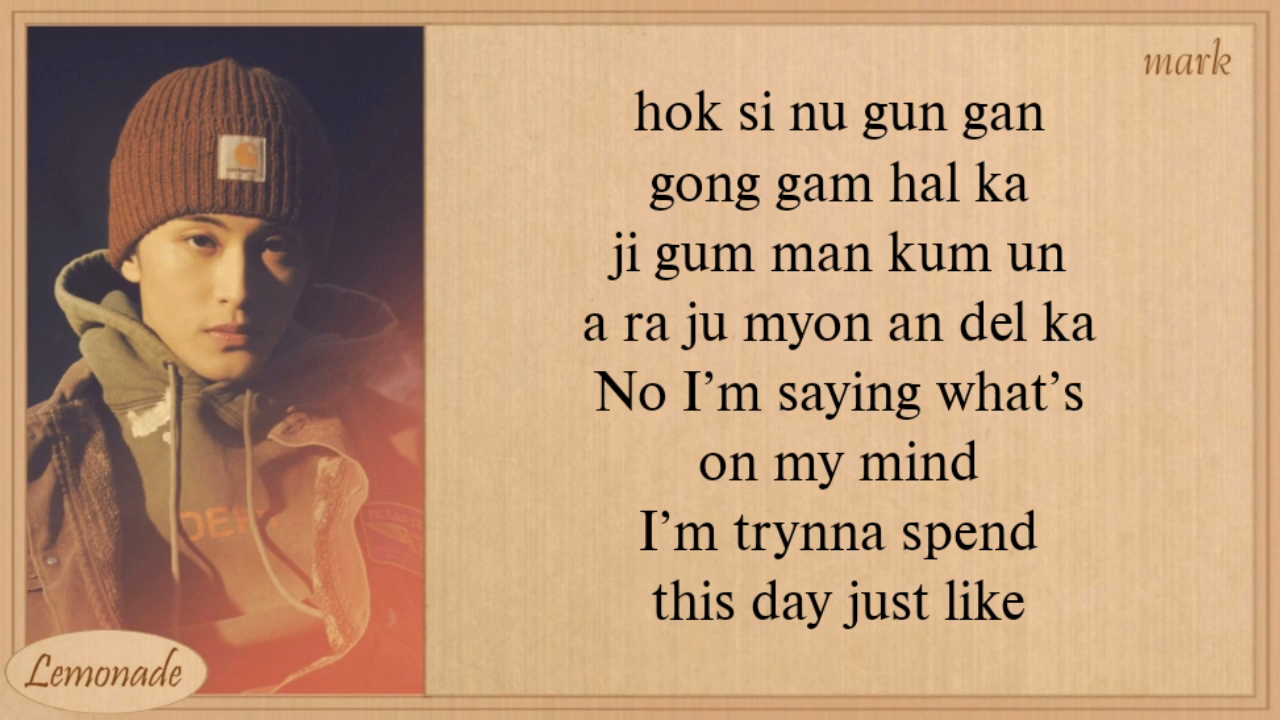 mark
hok si nu gun gan
gong gam hal ka
ji gum man kum un
a ra ju myon an del ka
No I’m saying what’s
on my mind
I’m trynna spend
this day just like
Lemonade